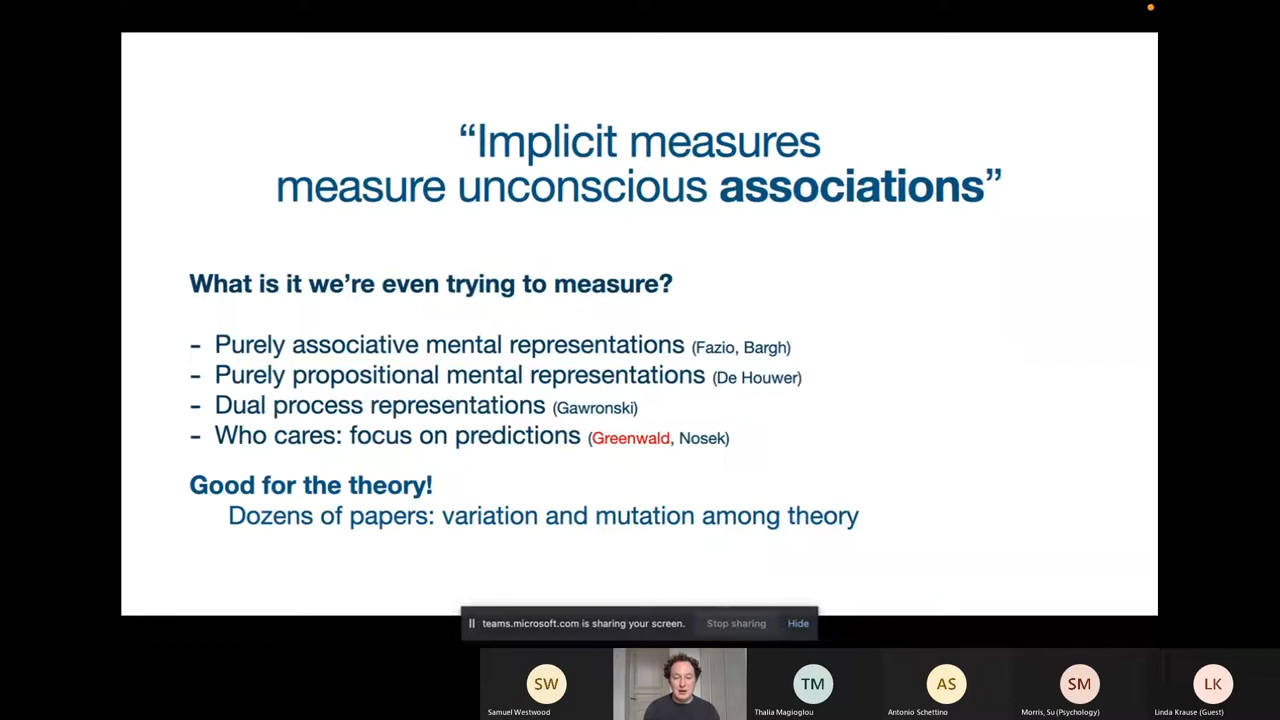 “Implicit measures
measure unconscious associations”
What is it we’re even trying to measure?
- Purely associative mental representations (Fazio, Bargh)
- Purely propositional mental representations (De Houwer)
- Dual process representations (Gawronski)
- Who cares: focus on predictions (Greenwald, Nosek)
Good for the theory!
Dozens of papers: variation and mutation among theory
teams.microsoft.com is sharing your screen. Stop sharing Hide
SW TM AS SM LK
Samuel Westwood Thalia Magioglou Antonio Schettino Morris, Su (Psychology) Linda Krause (Guest)